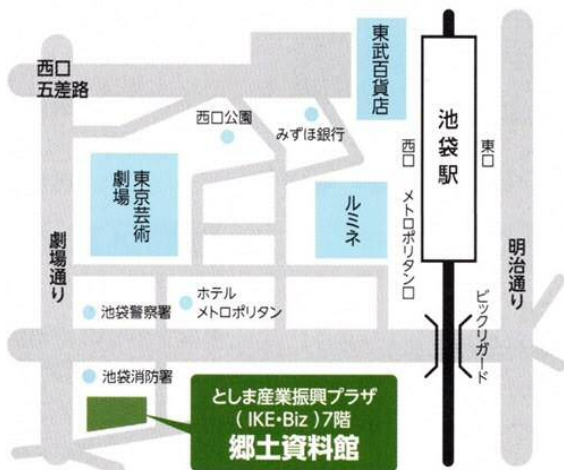 西口
五差路
東武百貨店
西口公園
みずほ銀行
池袋駅
西口
東口
東京芸術
劇場
ルミネ
メトロポリタン口
劇場通り
明治通り
池袋警察署
ホテル
メトロポリタン
ビックリガード
池袋消防署
としま産業振興プラザ
(IKE・Biz)7階
郷土資料館